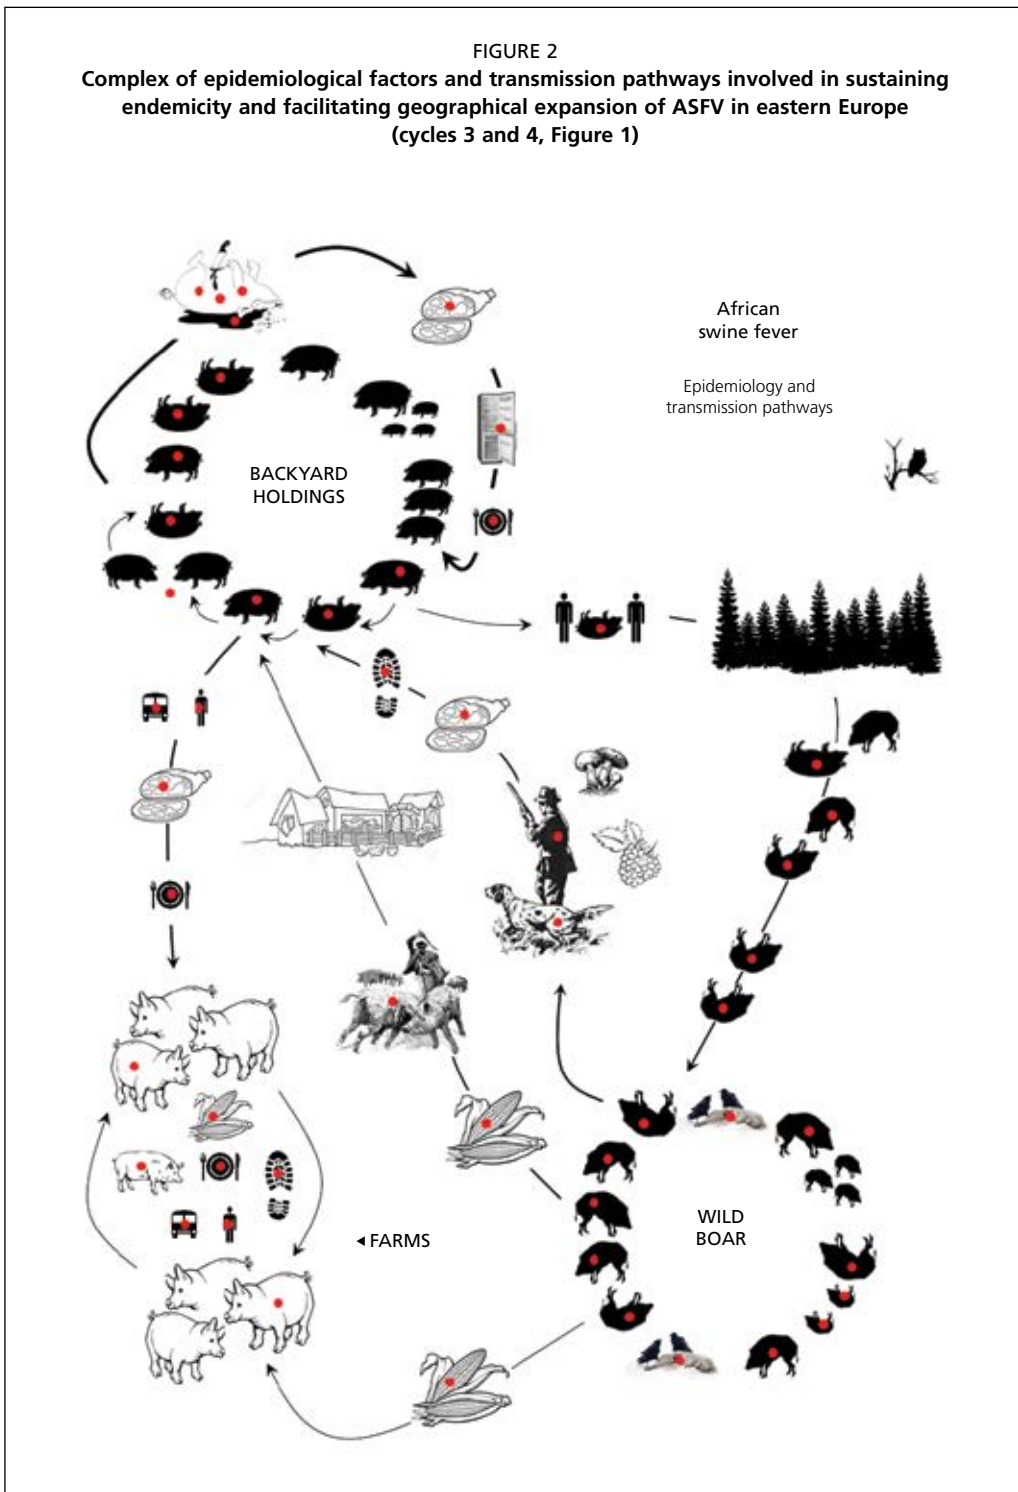 FIGURE 2
Complex of epidemiological factors and transmission pathways involved in sustaining
endemicity and facilitating geographical expansion of ASFV in eastern Europe
(cycles 3 and 4, Figure 1)
African
swine fever
Epidemiology and
transmission pathways
BACKYARD
HOLDINGS
WILD
BOAR
◄ FARMS